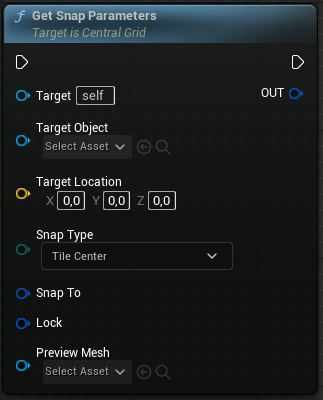 f Get Snap Parameters
Target is Central Grid
Target self
OUT
Target Object
Select Asset
Target Location
X 0,0 Y 0,0 Z 0,0
Snap Type
Tile Center
Snap To
Lock
Preview Mesh
Select Asset